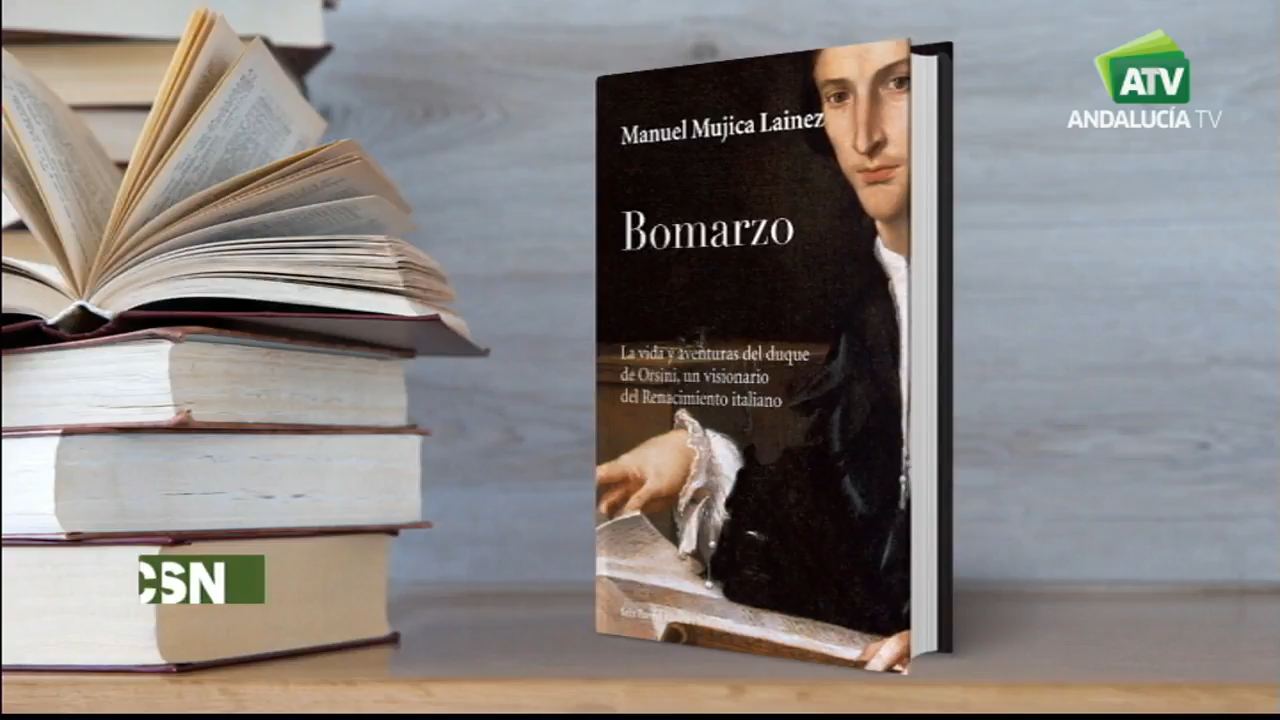 ATV
ANDALUCÍA TV
Manuel Mujica Lainez
Bomarzo
La vida y aventuras del duque
de Orsini, un visionario
del Renacimiento italiano
CSN